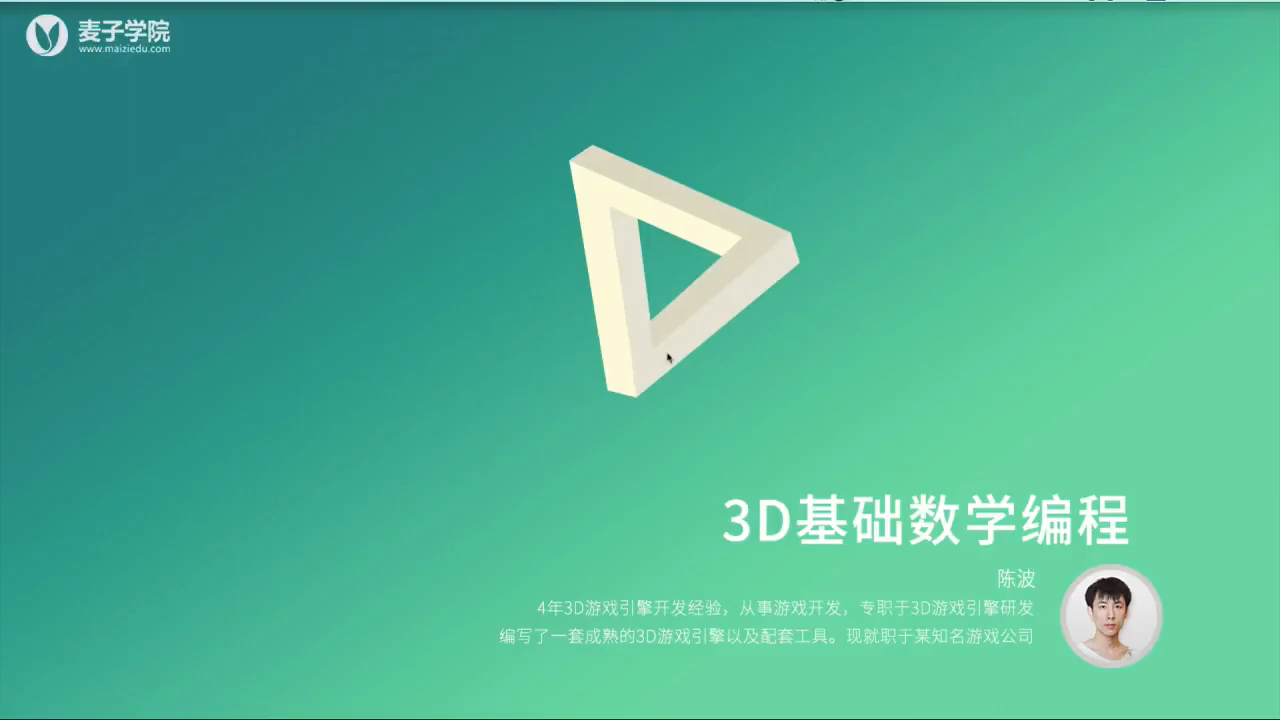 麦子学院
www.maiziedu.com
3D基础数学编程
陈波
4年3D游戏引擎开发经验，从事游戏开发，专职于3D游戏引擎研发
编写了一套成熟的3D游戏引擎以及配套工具。现就职于某知名游戏公司